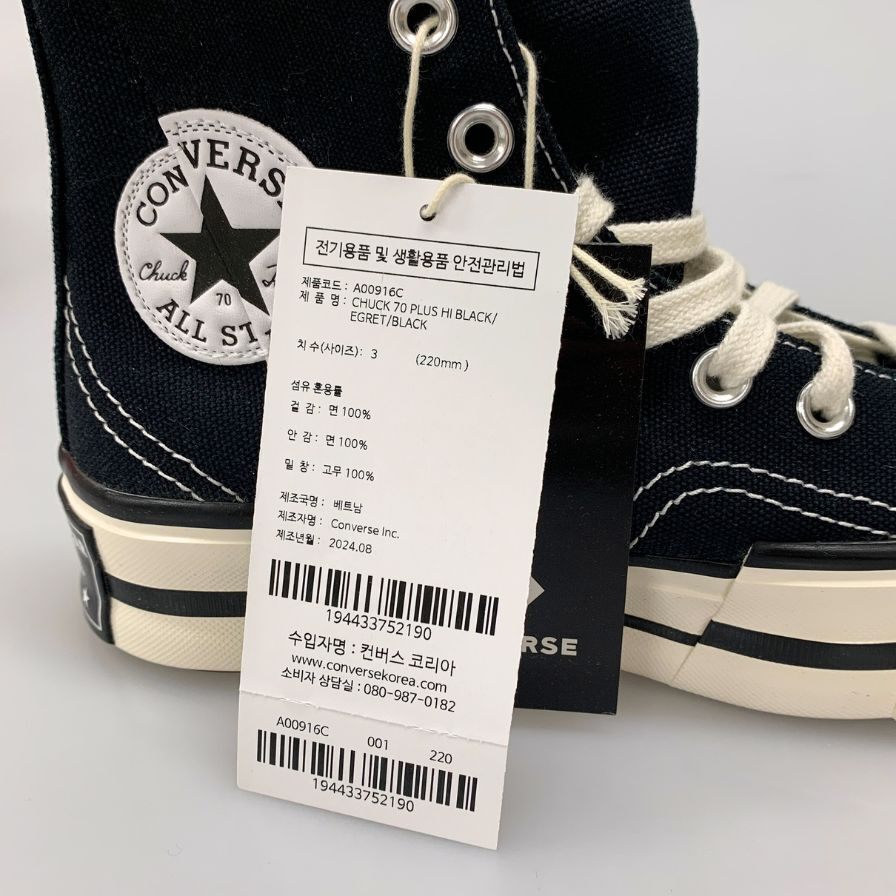 CONVERSE
Chuck
70
ALL STA
전기용품 및 생활용품 안전관리법
제품코드 : A00916C
제 품 명 : CHUCK 70 PLUS HI BLACK/
EGRET/BLACK
치 수(사이즈) : 3 (220mm)
섬유 혼용률
겉 감 : 면 100%
안 감 : 면 100%
밑 창 : 고무 100%
제조국명 : 베트남
제조자명 : Converse Inc.
제조년월 : 2024.08
194433752190
수입자명 : 컨버스 코리아
www.conversekorea.com
소비자 상담실 : 080-987-0182
A00916C 001 220
194433752190
ERSE